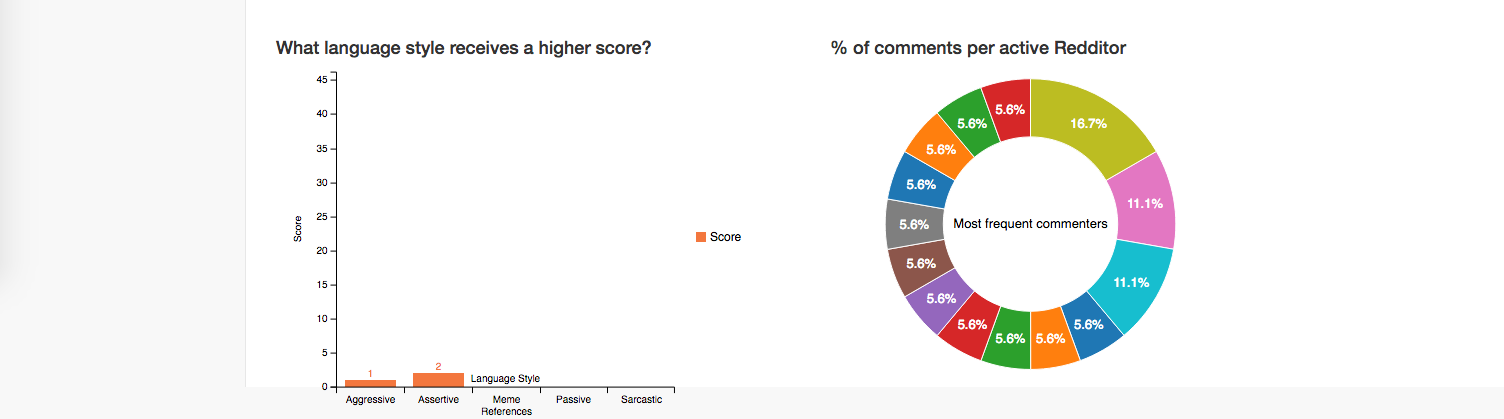 What language style receives a higher score?
45
40
35
30
25
20
15
10
5
0
Score
1
2
Language Style
Aggressive
Assertive
Meme
References
Passive
Sarcastic
Score
% of comments per active Redditor
16.7%
11.1%
11.1%
5.6%
5.6%
5.6%
5.6%
5.6%
5.6%
5.6%
5.6%
5.6%
5.6%
5.6%
Most frequent commenters